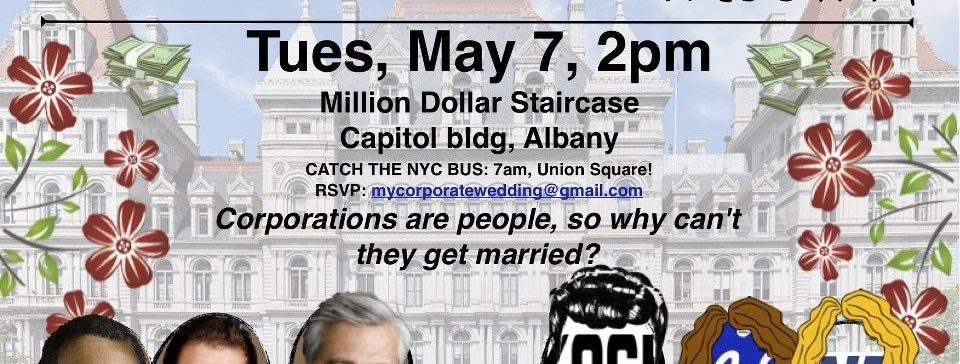 Tues, May 7, 2pm
Million Dollar Staircase
Capitol bldg, Albany
CATCH THE NYC BUS: 7am, Union Square!
RSVP: mycorporatewedding@gmail.com
Corporations are people, so why can't
they get married?